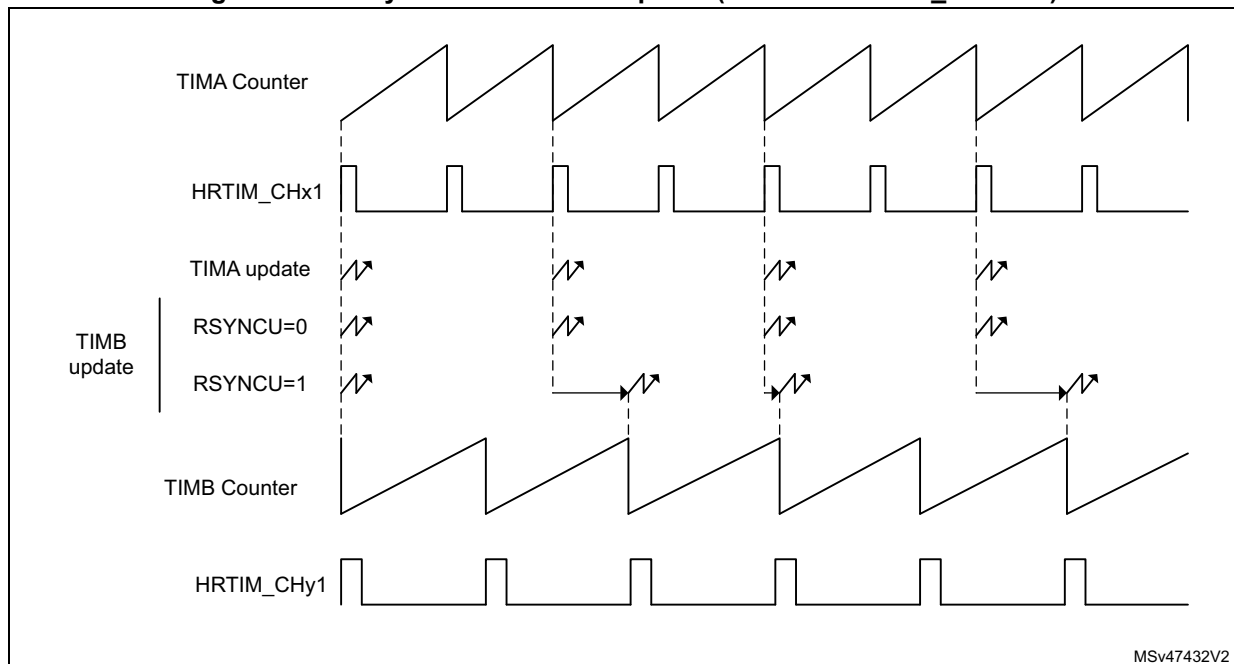 TIMA Counter
HRTIM_CHx1
TIMA update
RSYNCU=0
TIMB
update
RSYNCU=1
TIMB Counter
HRTIM_CHy1
MSv47432V2